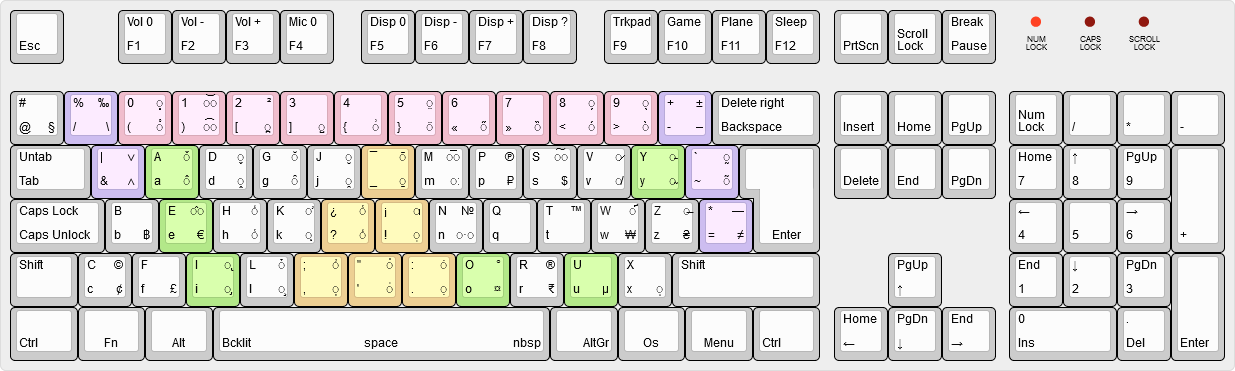 Esc
Vol 0 Vol - Vol + Mic 0
F1 F2 F3 F4
Disp 0 Disp - Disp + Disp ?
F5 F6 F7 F8
Trkpad Game Plane Sleep
F9 F10 F11 F12
PrtScn Scroll Lock Break Pause
NUM LOCK CAPS LOCK SCROLL LOCK
# % ‰ 0 1 2 ² 3 4 5 6 7 8 9 + ± Delete right
@ § / \ ( ) [ ] { } « » < > - – Backspace
Insert Home PgUp
Num Lock / * -
Untab | ∨ A D G J ¯ M P ℗ S V Y `
Tab & ∧ a d g j _ m p ₽ s $ v y ~
Delete End PgDn
Home ↑ PgUp
7 8 9
Caps Lock B E H K ¿ ¡ N № Q T ™ W Z * —
Caps Unlock b ฿ e € h k ? ! n q t w ₩ z ₴ = ≠ Enter
← →
4 5 6 +
Shift C © F I L ; " : O ° R ® U X Shift
c ¢ f £ i l , ' . o ¤ r ₹ u µ x
PgUp
↑
End ↓ PgDn
1 2 3
Ctrl Fn Alt Bcklit space nbsp AltGr Os Menu Ctrl
Home PgDn End
← ↓ →
0 .
Ins Del Enter